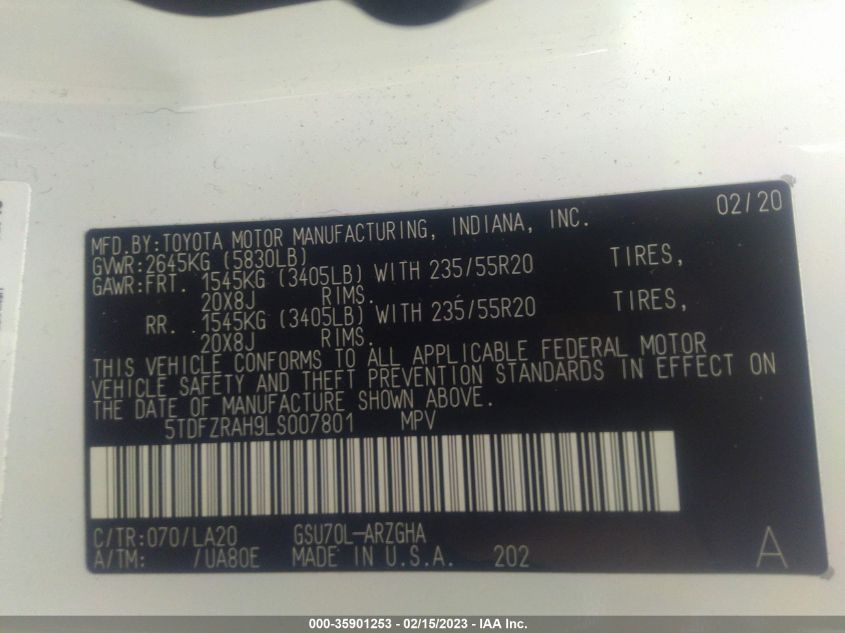 02/20
MFD.BY:TOYOTA MOTOR MANUFACTURING, INDIANA, INC.
GVWR:2645KG (5830LB)
GAWR:FRT. 1545KG (3405LB) WITH 235/55R20 TIRES,
20X8J RIMS.
RR. 1545KG (3405LB) WITH 235/55R20 TIRES,
20X8J RIMS.
THIS VEHICLE CONFORMS TO ALL APPLICABLE FEDERAL MOTOR
VEHICLE SAFETY AND THEFT PREVENTION STANDARDS IN EFFECT ON
THE DATE OF MANUFACTURE SHOWN ABOVE.
5TDFZRAH9LS007801 MPV
C/TR:070/LA20 GSU70L-ARZGHA
A/TM: /UA80E MADE IN U.S.A. 202 A
000-35901253 - 02/15/2023 - IAA Inc.